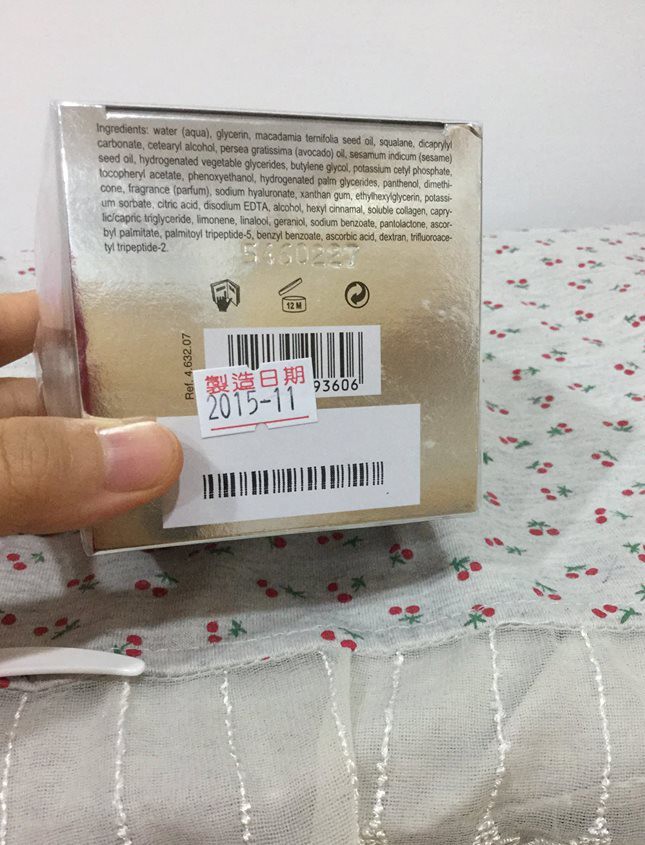 Ingredients: water (aqua), glycerin, macadamia ternifolia seed oil, squalane, dicaprylyl
carbonate, cetearyl alcohol, persea gratissima (avocado) oil, sesamum indicum (sesame)
seed oil, hydrogenated vegetable glycerides, butylene glycol, potassium cetyl phosphate,
tocopheryl acetate, phenoxyethanol, hydrogenated palm glycerides, panthenol, dimethi-
cone, fragrance (parfum), sodium hyaluronate, xanthan gum, ethylhexylglycerin, potassi-
um sorbate, citric acid, disodium EDTA, alcohol, hexyl cinnamal, soluble collagen, capry-
lic/capric triglyceride, limonene, linalool, geraniol, sodium benzoate, pantolactone, ascor-
byl palmitate, palmitoyl tripeptide-5, benzyl benzoate, ascorbic acid, dextran, trifluoroace-
tyl tripeptide-2.
12 M
Ref. 4.632.07
93606
製造日期
2015-11